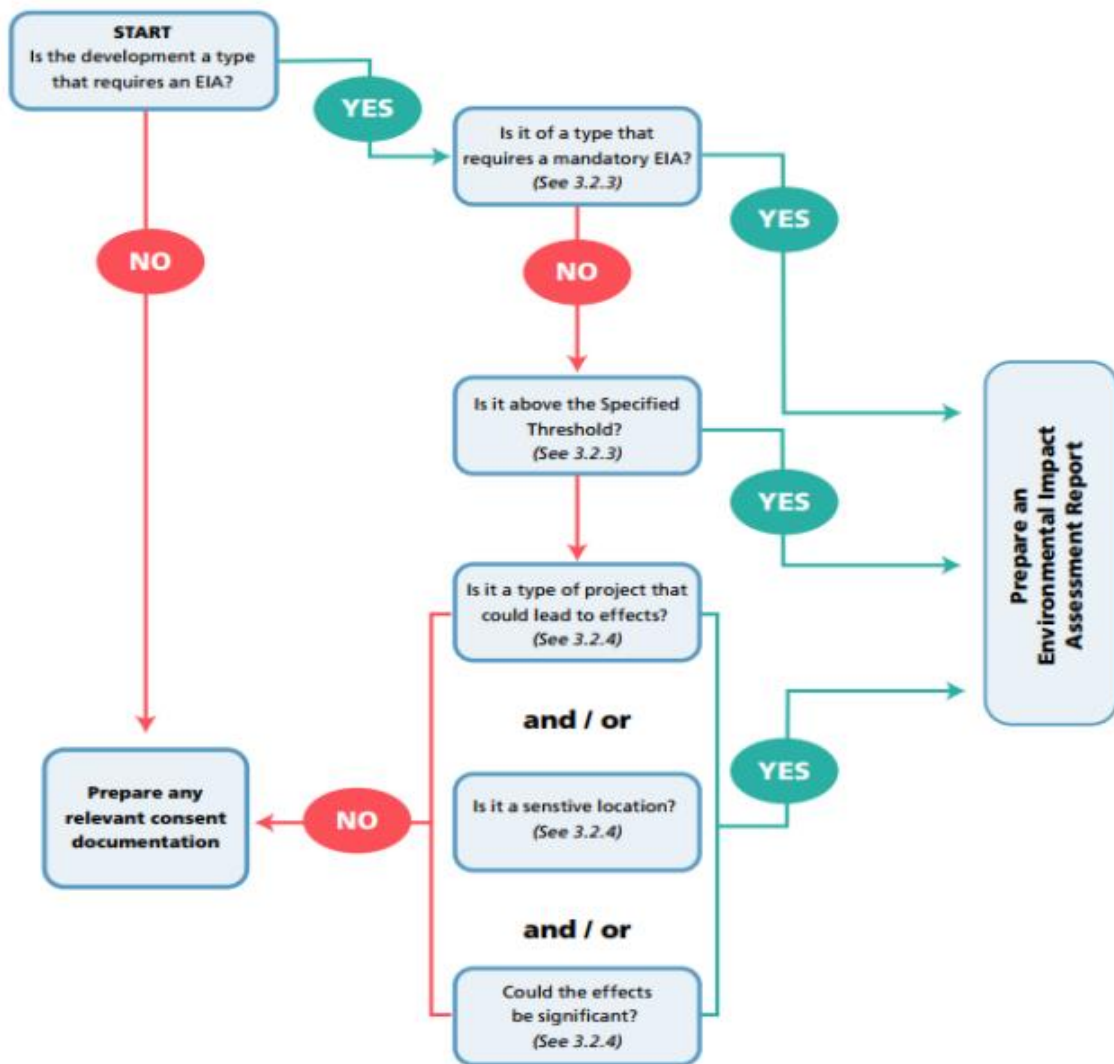 START
Is the development a type
that requires an EIA?
YES
Is it of a type that
requires a mandatory EIA?
(See 3.2.3)
YES
NO
NO
Is it above the Specified
Threshold?
(See 3.2.3)
YES
Prepare an
Environmental Impact
Assessment Report
Is it a type of project that
could lead to effects?
(See 3.2.4)
and / or
Prepare any
relevant consent
documentation
NO
Is it a senstive location?
(See 3.2.4)
YES
and / or
Could the effects
be significant?
(See 3.2.4)